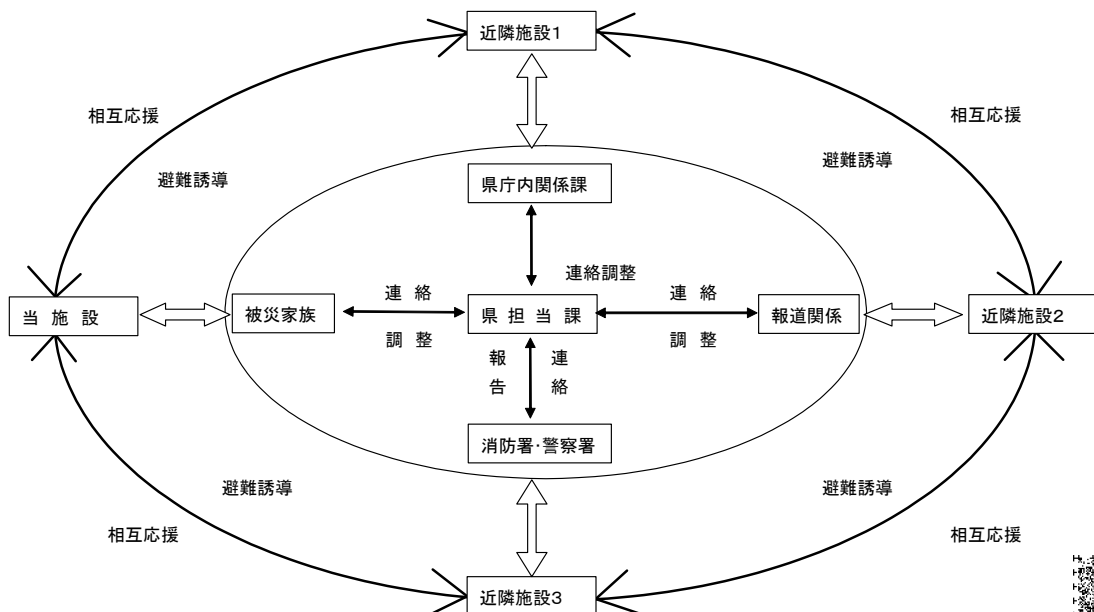 近隣施設1
相互応援
相互応援
避難誘導
避難誘導
県庁内関係課
連絡調整
連 絡
連 絡
当 施 設
被災家族
県 担 当 課
報道関係
近隣施設2
調 整
調 整
報告
連絡
消防署・警察署
避難誘導
避難誘導
相互応援
相互応援
近隣施設3